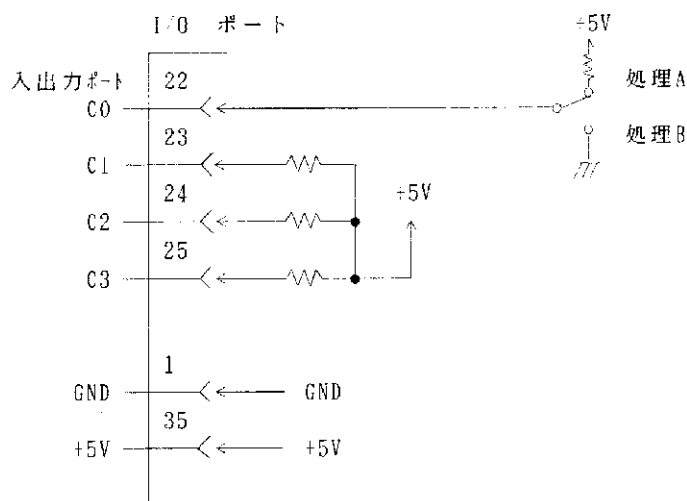 I/O ポート
+5V
入出力ポート
22
処理A
C0
23
処理B
C1
24
+5V
C2
25
C3
1
GND
GND
35
+5V
+5V